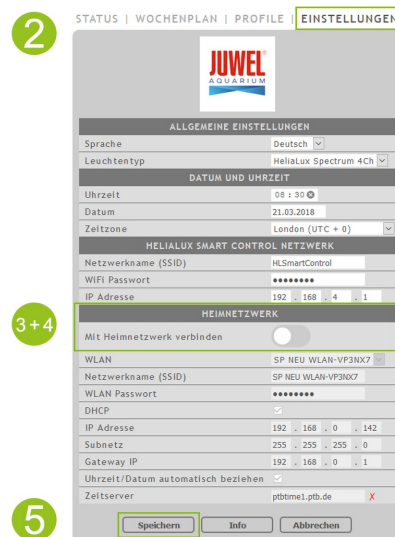 2
STATUS | WOCHENPLAN | PROFILE | EINSTELLUNGEN
JUWEL
AQUARIUM
ALLGEMEINE EINSTELLUNGEN
Sprache Deutsch
Leuchtentyp HeliaLux Spectrum 4Ch
DATUM UND UHRZEIT
Uhrzeit 08 : 30
Datum 21.03.2018
Zeitzone London (UTC + 0)
HELIALUX SMART CONTROL NETZWERK
Netzwerkname (SSID) HLSmartControl
WiFi Passwort ••••••••
IP Adresse 192 . 168 . 4 . 1
HEIMNETZWERK
3+4
Mit Heimnetzwerk verbinden
WLAN SP NEU WLAN-VP3NX7
Netzwerkname (SSID) SP NEU WLAN-VP3NX7
WLAN Passwort ••••••••
DHCP
IP Adresse 192 . 168 . 0 . 142
Subnetz 255 . 255 . 255 . 0
Gateway IP 192 . 168 . 0 . 1
Uhrzeit/Datum automatisch beziehen
Zeitserver ptbtime1.ptb.de X
5
Speichern Info Abbrechen